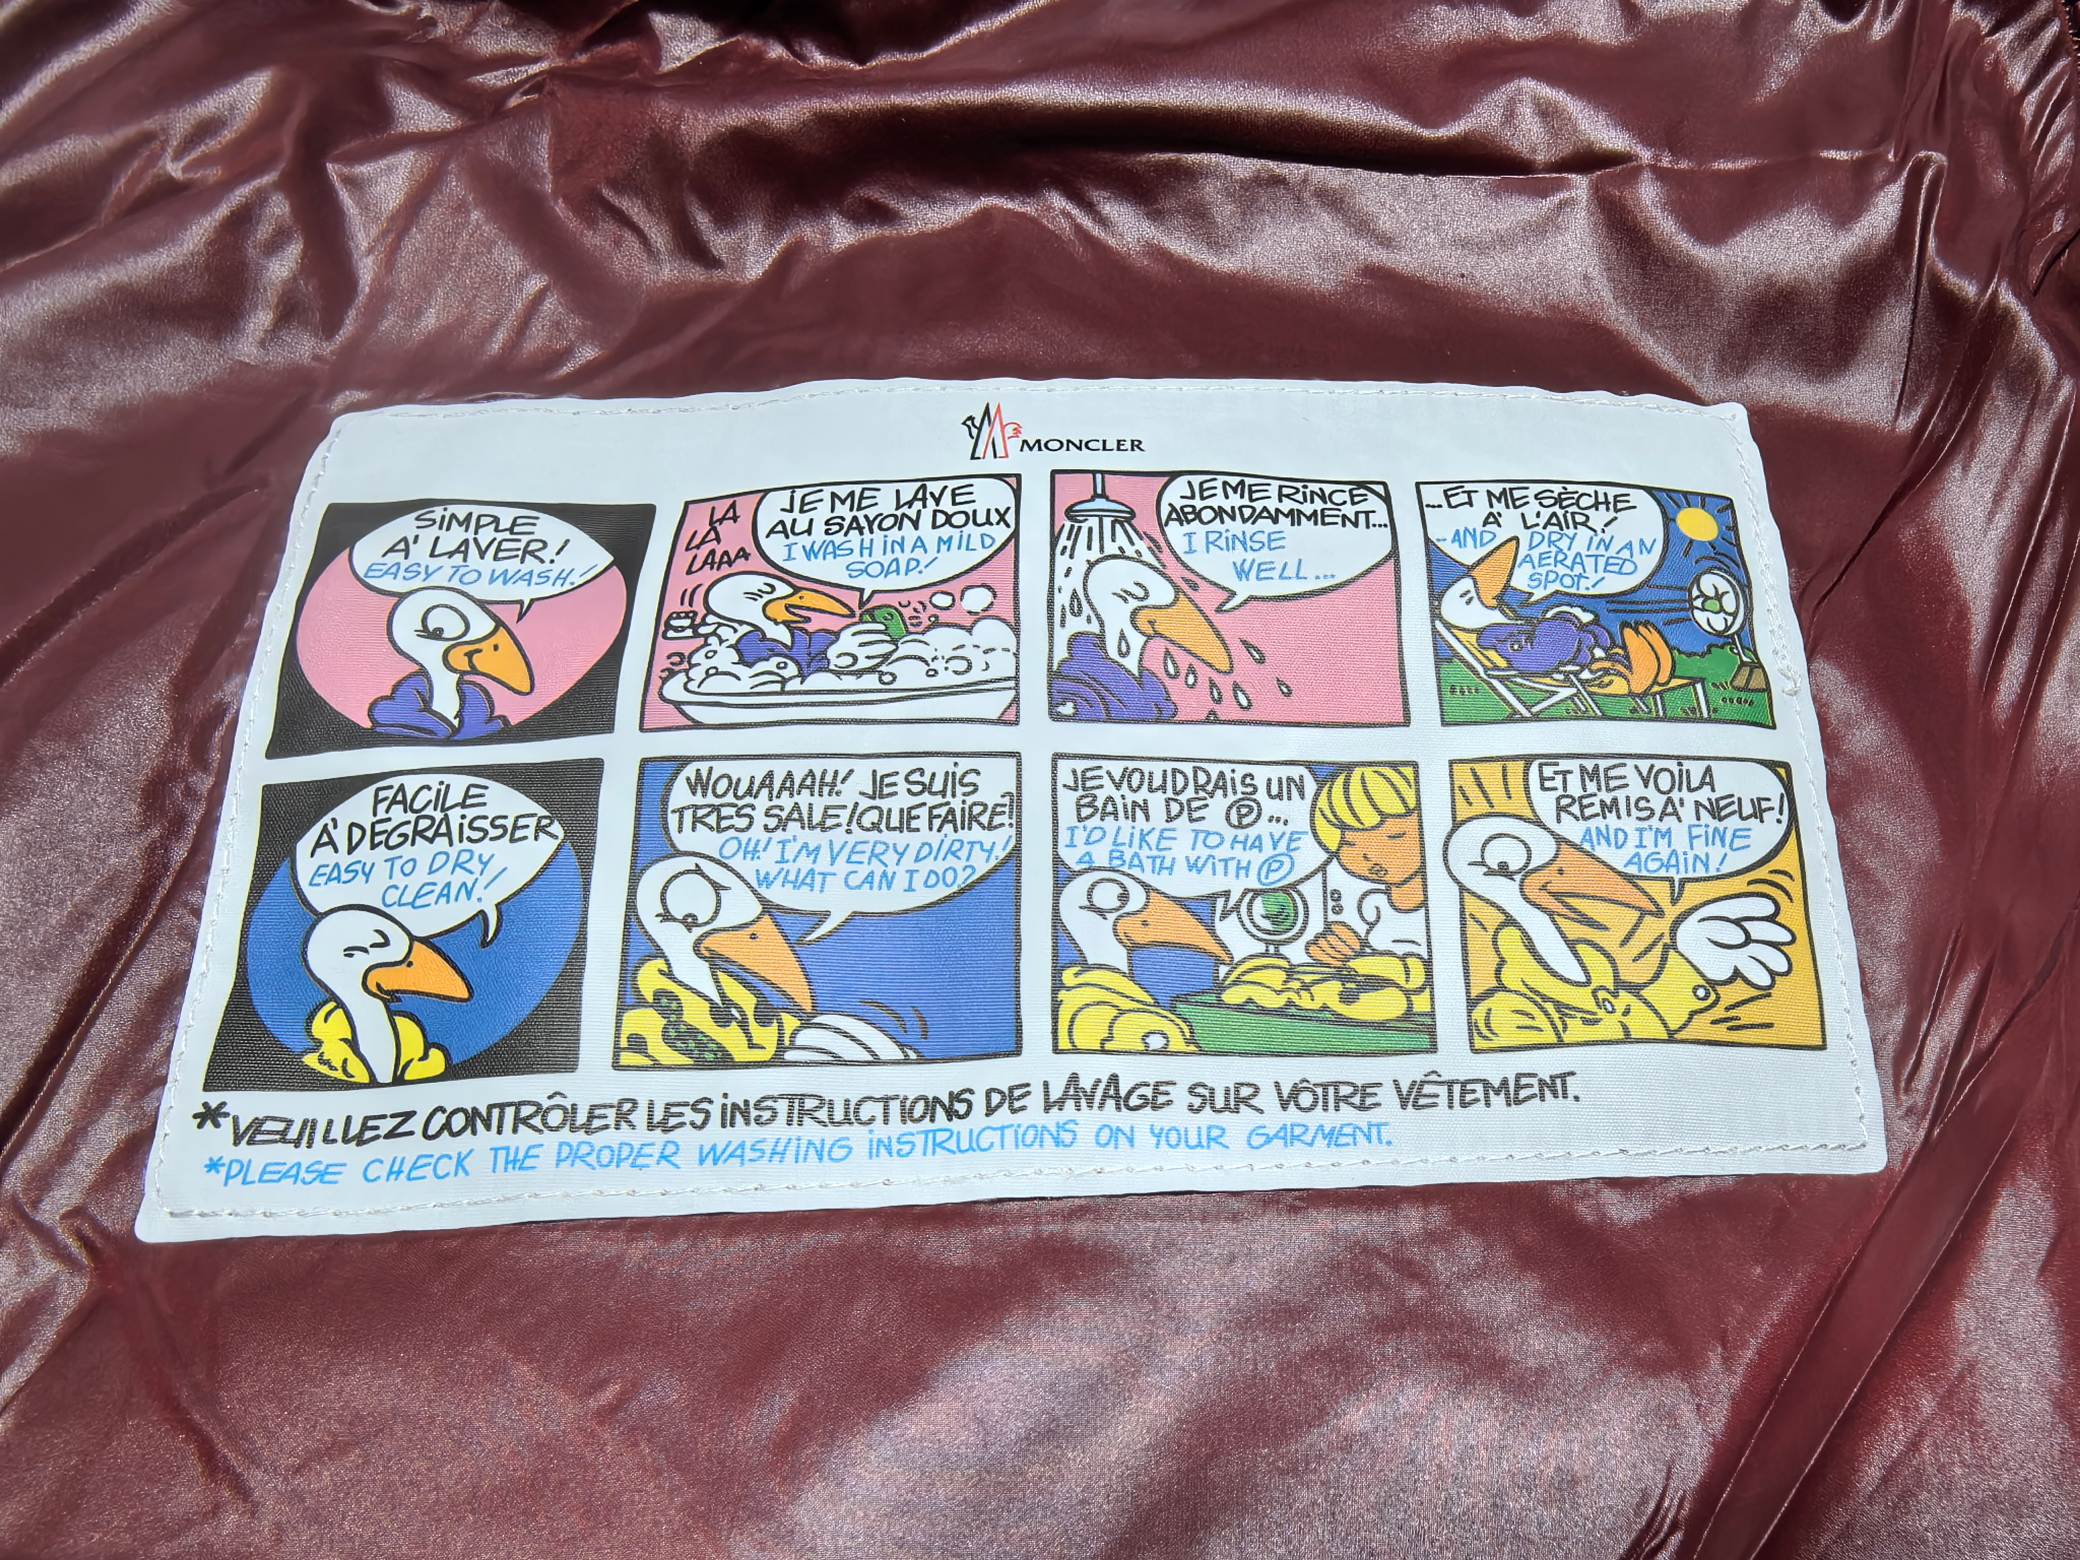 MONCLER
SiMPLE
A' LAVER!
EASY TO WASH!
LA
LA
LAAA
JE ME LAVE
AU SAVON DOUX
I WASH IN A MILD
SOAP!
JE ME RiNCE
ABONDAMMENT...
I RiNSE
WELL...
...ET ME SÈCHE
A' L'AIR!
...AND DRY IN AN
AERATED
SPOT!
FACiLE
A' DEGRAiSSER
EASY TO DRY
CLEAN!
WOUAAAH! JE SUiS
TRES SALE! QUE FAIRE?
OH! I'M VERY DiRTY!
WHAT CAN I DO?
JE VOUDRAiS UN
BAiN DE Ⓟ...
I'D LiKE TO HAVE
A BATH WiTH Ⓟ
ET ME VOiLA
REMIS A' NEUF!
AND I'M FiNE
AGAiN!
*VEUILLEZ CONTRÔLER LES iNSTRUCTIONS DE LAVAGE SUR VÔTRE VÊTEMENT.
*PLEASE CHECK THE PROPER WASHiNG iNSTRUCTiONS ON YOUR GARMENT.